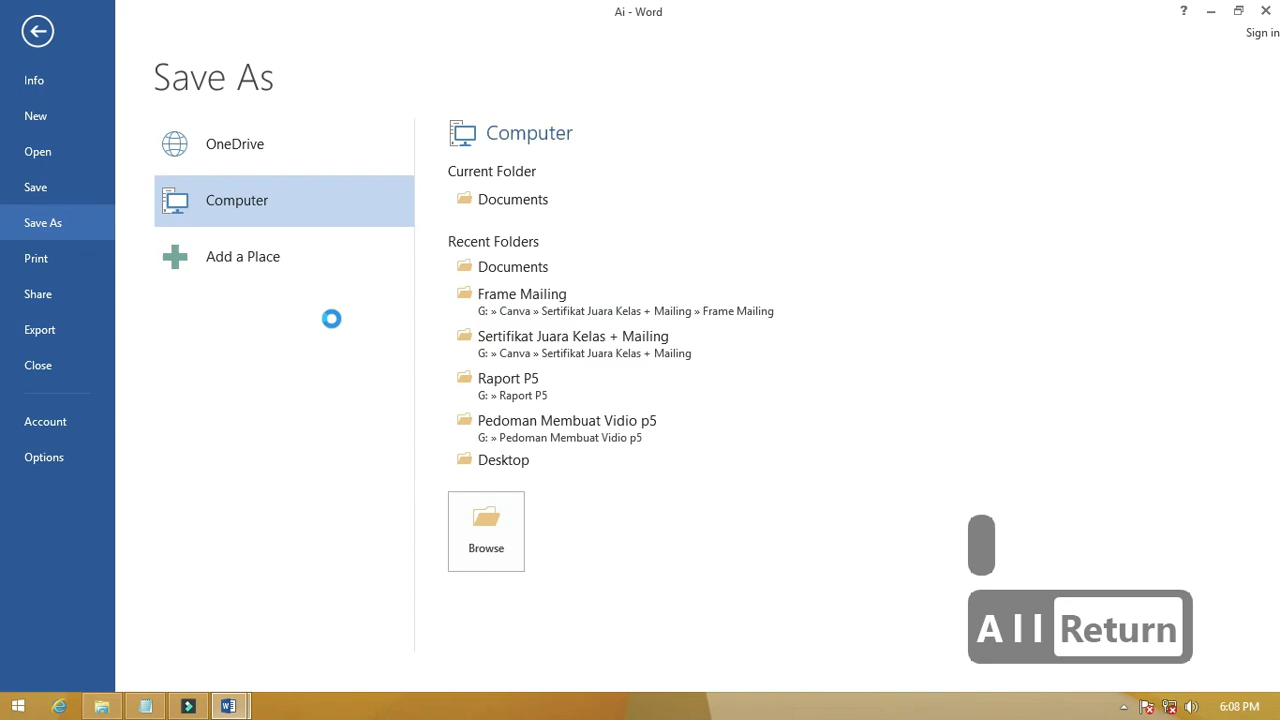 Ai - Word
?
Sign in
Info
New
Open
Save
Save As
Print
Share
Export
Close
Account
Options
Save As
OneDrive
Computer
Add a Place
Computer
Current Folder
Documents
Recent Folders
Documents
Frame Mailing
G: » Canva » Sertifikat Juara Kelas + Mailing » Frame Mailing
Sertifikat Juara Kelas + Mailing
G: » Canva » Sertifikat Juara Kelas + Mailing
Raport P5
G: » Raport P5
Pedoman Membuat Vidio p5
G: » Pedoman Membuat Vidio p5
Desktop
Browse
All Return
6:08 PM